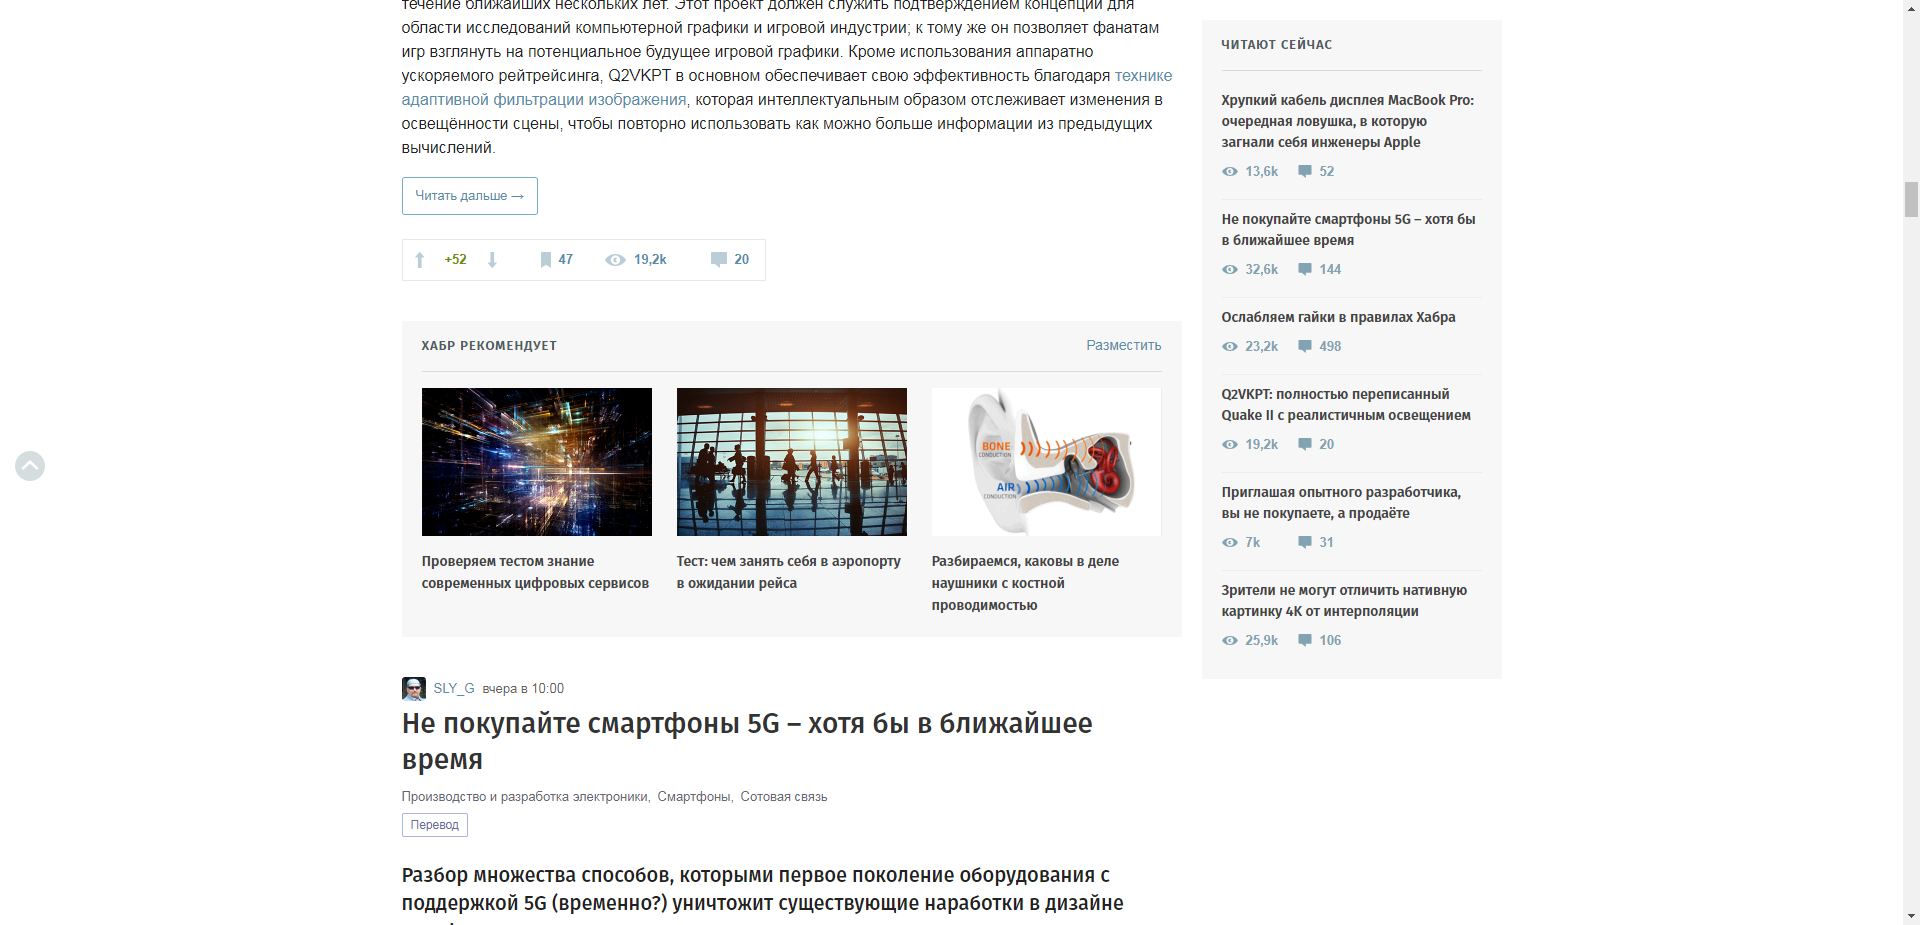 течение ближайших нескольких лет. Этот проект должен служить подтверждением концепции для
области исследований компьютерной графики и игровой индустрии; к тому же он позволяет фанатам
игр взглянуть на потенциальное будущее игровой графики. Кроме использования аппаратно
ускоряемого рейтрейсинга, Q2VKPT в основном обеспечивает свою эффективность благодаря технике
адаптивной фильтрации изображения, которая интеллектуальным образом отслеживает изменения в
освещённости сцены, чтобы повторно использовать как можно больше информации из предыдущих
вычислений.
Читать дальше →
+52 47 19,2k 20
ХАБР РЕКОМЕНДУЕТ
Разместить
BONE
CONDUCTION
AIR
CONDUCTION
Проверяем тестом знание
современных цифровых сервисов
Тест: чем занять себя в аэропорту
в ожидании рейса
Разбираемся, каковы в деле
наушники с костной
проводимостью
SLY_G вчера в 10:00
Не покупайте смартфоны 5G – хотя бы в ближайшее
время
Производство и разработка электроники, Смартфоны, Сотовая связь
Перевод
Разбор множества способов, которыми первое поколение оборудования с
поддержкой 5G (временно?) уничтожит существующие наработки в дизайне
ЧИТАЮТ СЕЙЧАС
Хрупкий кабель дисплея MacBook Pro:
очередная ловушка, в которую
загнали себя инженеры Apple
13,6k 52
Не покупайте смартфоны 5G – хотя бы
в ближайшее время
32,6k 144
Ослабляем гайки в правилах Хабра
23,2k 498
Q2VKPT: полностью переписанный
Quake II с реалистичным освещением
19,2k 20
Приглашая опытного разработчика,
вы не покупаете, а продаёте
7k 31
Зрители не могут отличить нативную
картинку 4K от интерполяции
25,9k 106